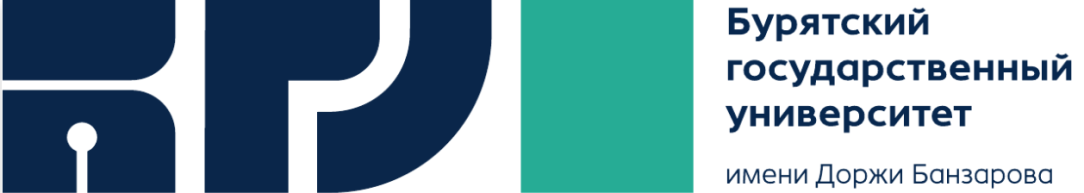 Бурятский
государственный
университет
имени Доржи Банзарова